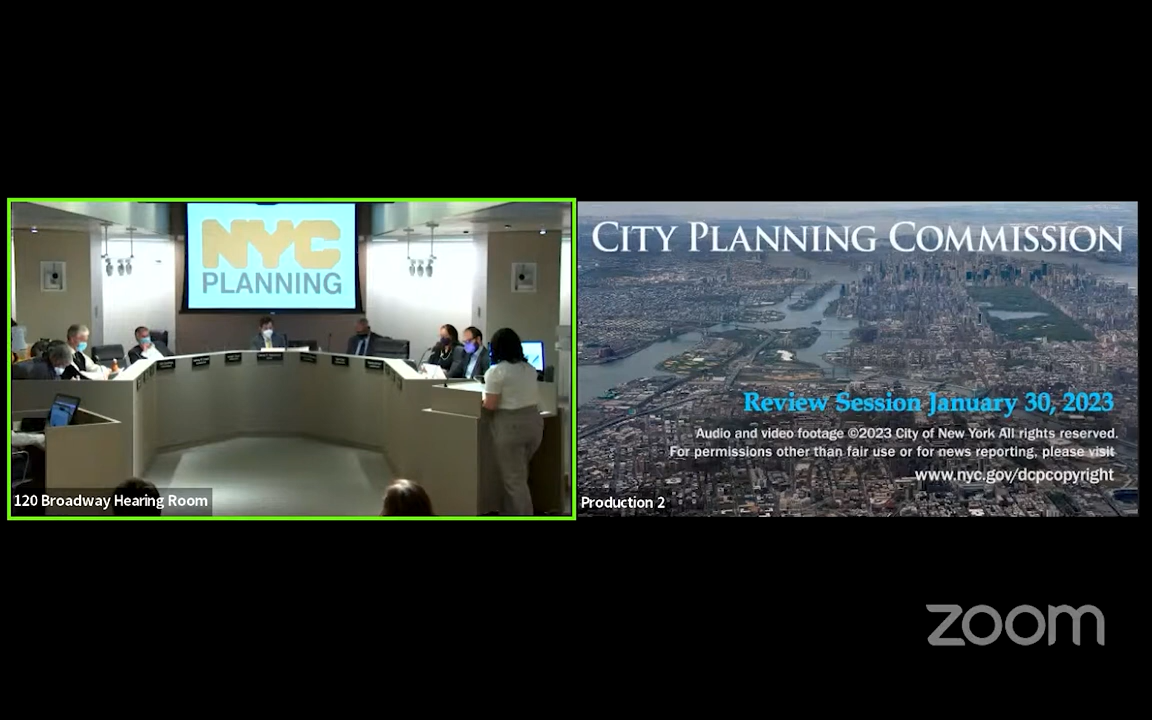 NYC
PLANNING
120 Broadway Hearing Room
CITY PLANNING COMMISSION
Review Session January 30, 2023
Audio and video footage ©2023 City of New York All rights reserved.
For permissions other than fair use or for news reporting, please visit
www.nyc.gov/dcpcopyright
Production 2
zoom